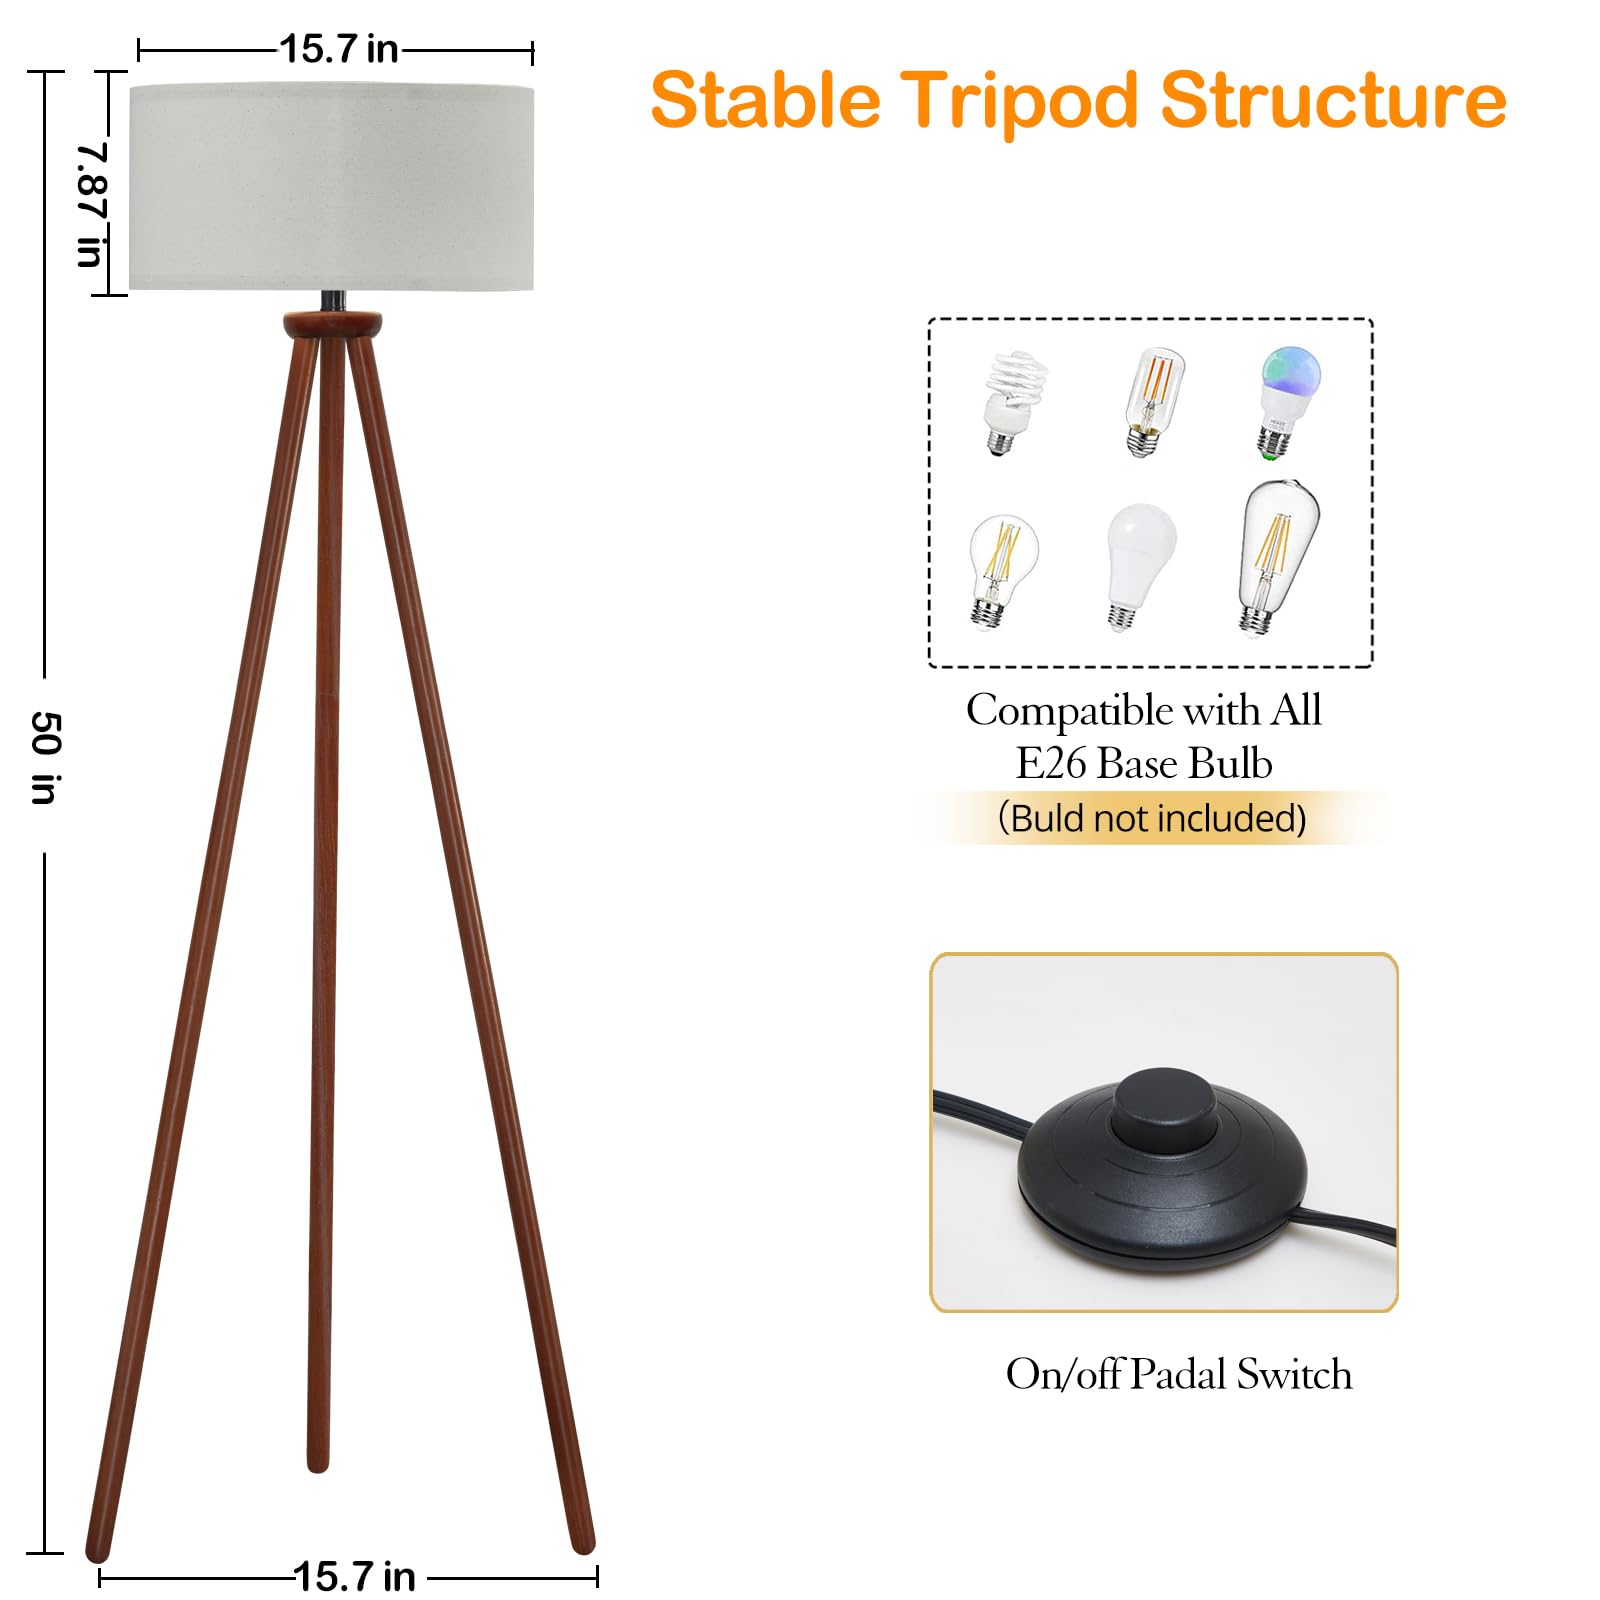 15.7 in
Stable Tripod Structure
7.87 in
50 in
Compatible with All
E26 Base Bulb
(Buld not included)
On/off Padal Switch
15.7 in